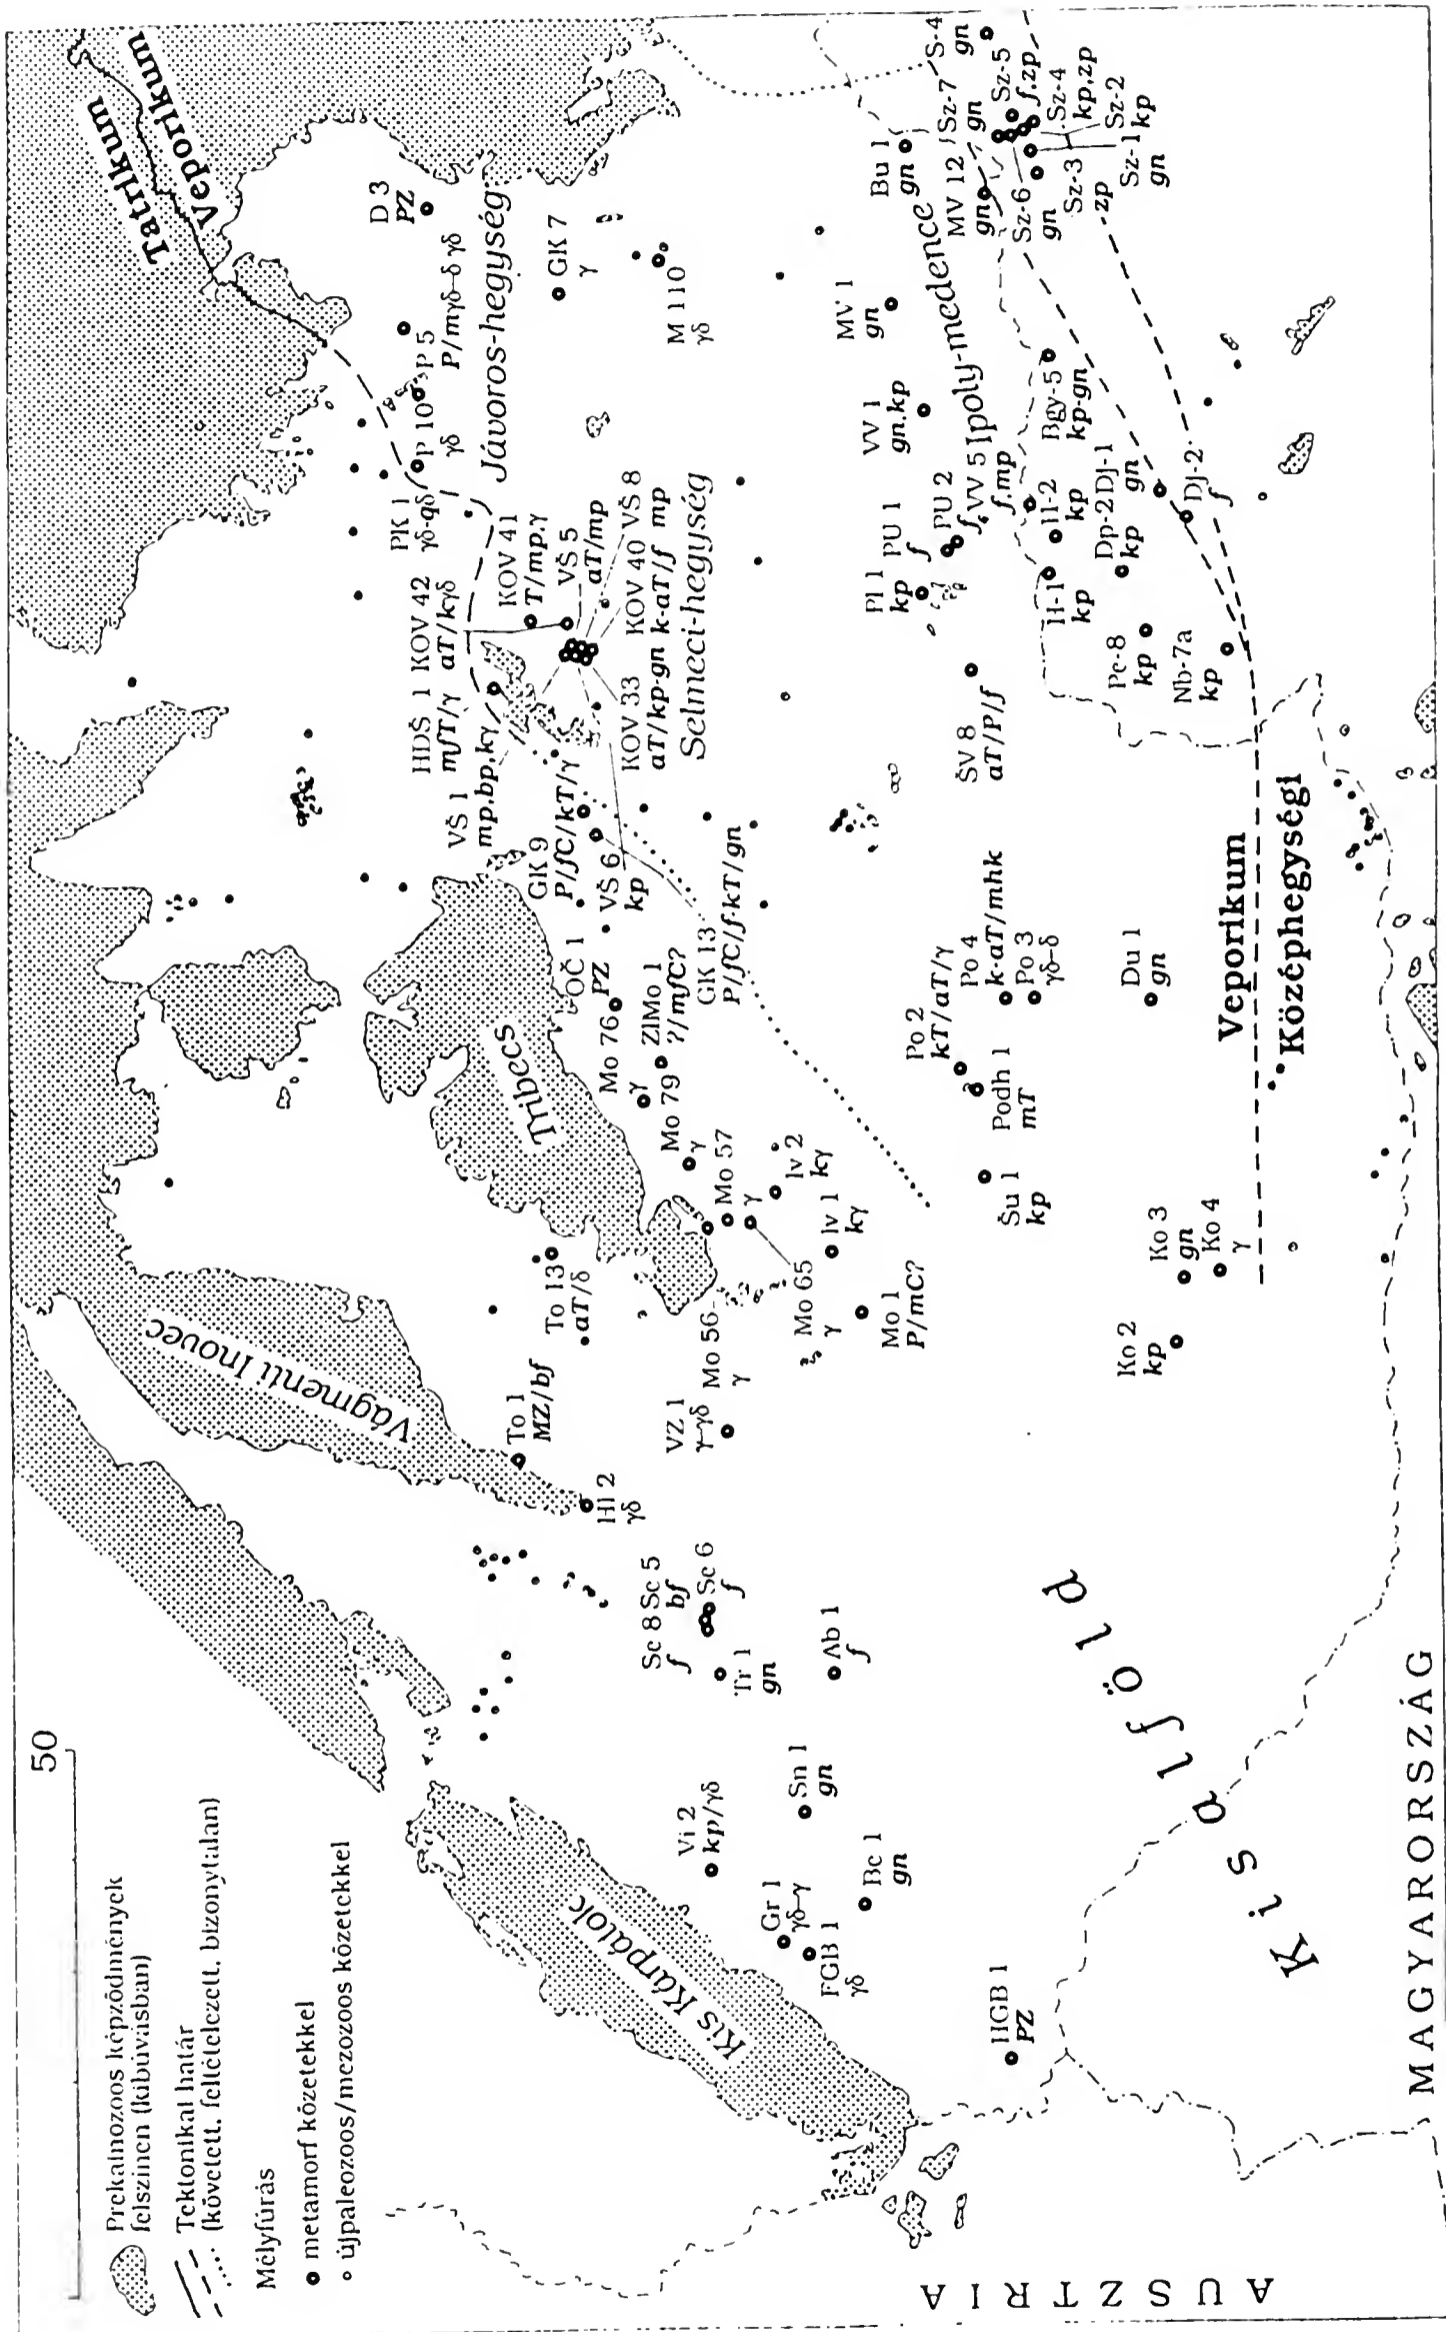 50
Prekainozoos képződmények
felszínen (kibúvásban)
Tektonikai határ
(követett, feltételezett, bizonytalan)
Mélyfúrás
metamorf kőzetekkel
újpaleozoos/mezozoos kőzetekkel
Tatrikum
Veporikum
Kis Kárpátok
Vágmenti Inovec
Tribecs
Selmeci-hegység
Jávoros-hegység
Ipoly-medence
Kisalföld
Veporikum
Középhegységi
AUSZTRIA
MAGYARORSZÁG
D 3
PZ
P 5
P/mγδ-δ γδ
P 10
γδ
PK 1
γδ-qδ
GK 7
γ
M 110
γδ
KOV 41
T/mp.γ
VŠ 5
aT/mp
KOV 42
aT/kγδ
HDŠ 1
mfT/γ
VŠ 1
mp.bp,kγ
KOV 40
k-aT/f
VŠ 8
mp
KOV 33
aT/kp-gn
GK 9
P/fC/kT/γ
VŠ 6
kp
OČ 1
PZ
GK 13
P/fC/f-kT/gn
Mo 76
γ
ZlMo 1
?/mfC?
Mo 79
γ
Mo 57
γ
Mo 65
γ
Mo 56
γ
Iv 2
kγ
Iv 1
kγ
Mo 1
P/mC?
To 13
aT/δ
To 1
MZ/bf
Hl 2
γδ
VZ 1
γ-γδ
Sc 8
f
Sc 5
bf
Sc 6
f
Tr 1
gn
Ab 1
f
Sn 1
gn
Vi 2
kp/γδ
Bc 1
gn
Gr 1
γδ-γ
FGB 1
γδ
HGB 1
PZ
Ko 2
kp
Ko 3
gn
Ko 4
γ
Šu 1
kp
Podh 1
mT
Po 2
kT/aT/γ
Po 4
k-aT/mhk
Po 3
γδ-δ
Du 1
gn
ŠV 8
aT/P/f
Pl 1
kp
PU 1
f
PU 2
f
VV 5
f.mp
VV 1
gn.kp
MV 1
gn
Bu 1
gn
MV 12
gn
Sz-7
gn
S-4
gn
Sz-5
f.zp
Sz-4
kp,zp
Sz-2
kp
Sz-1
gn
Sz-3
zp
Sz-6
gn
Bgy-5
kp-gn
H-2
kp
H-1
kp
Dj-1
gn
Dp-2
kp
Dj-2
f
Pe-8
kp
Nb-7a
kp